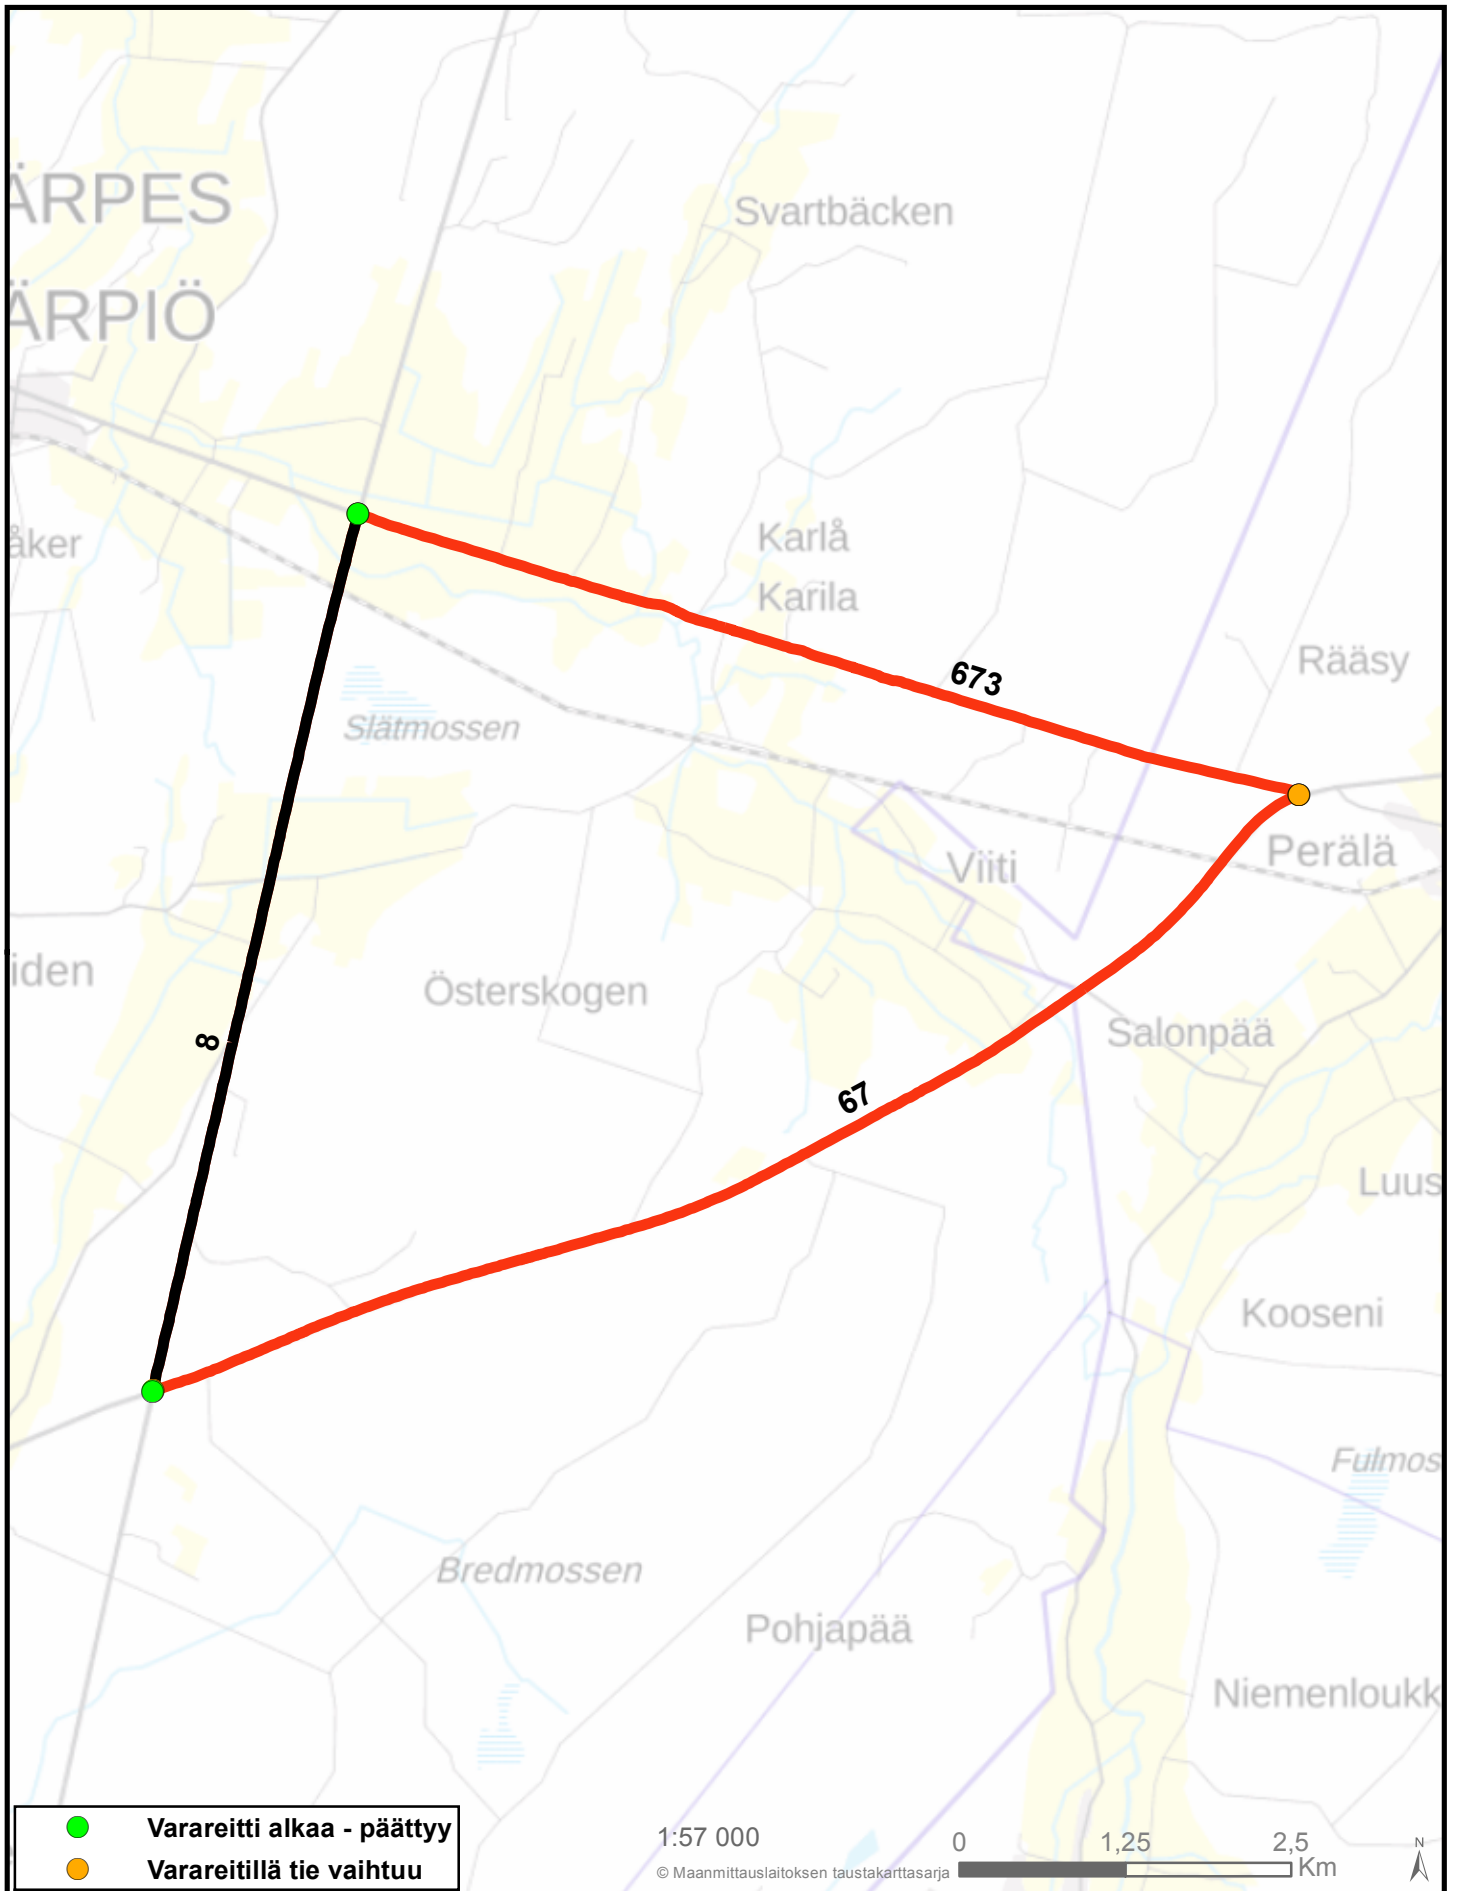 ÄRPES
Svartbäcken
ÄRPIÖ
åker
Karlå
Karila
673
Rääsy
Slätmossen
Perälä
Viiti
iden
Österskogen
8
Salonpää
67
Luus
Kooseni
Fulmos
Bredmossen
Pohjapää
Niemenloukk
Varareitti alkaa - päättyy
Varareitillä tie vaihtuu
1:57 000
© Maanmittauslaitoksen taustakarttasarja
0 1,25 2,5
Km
N